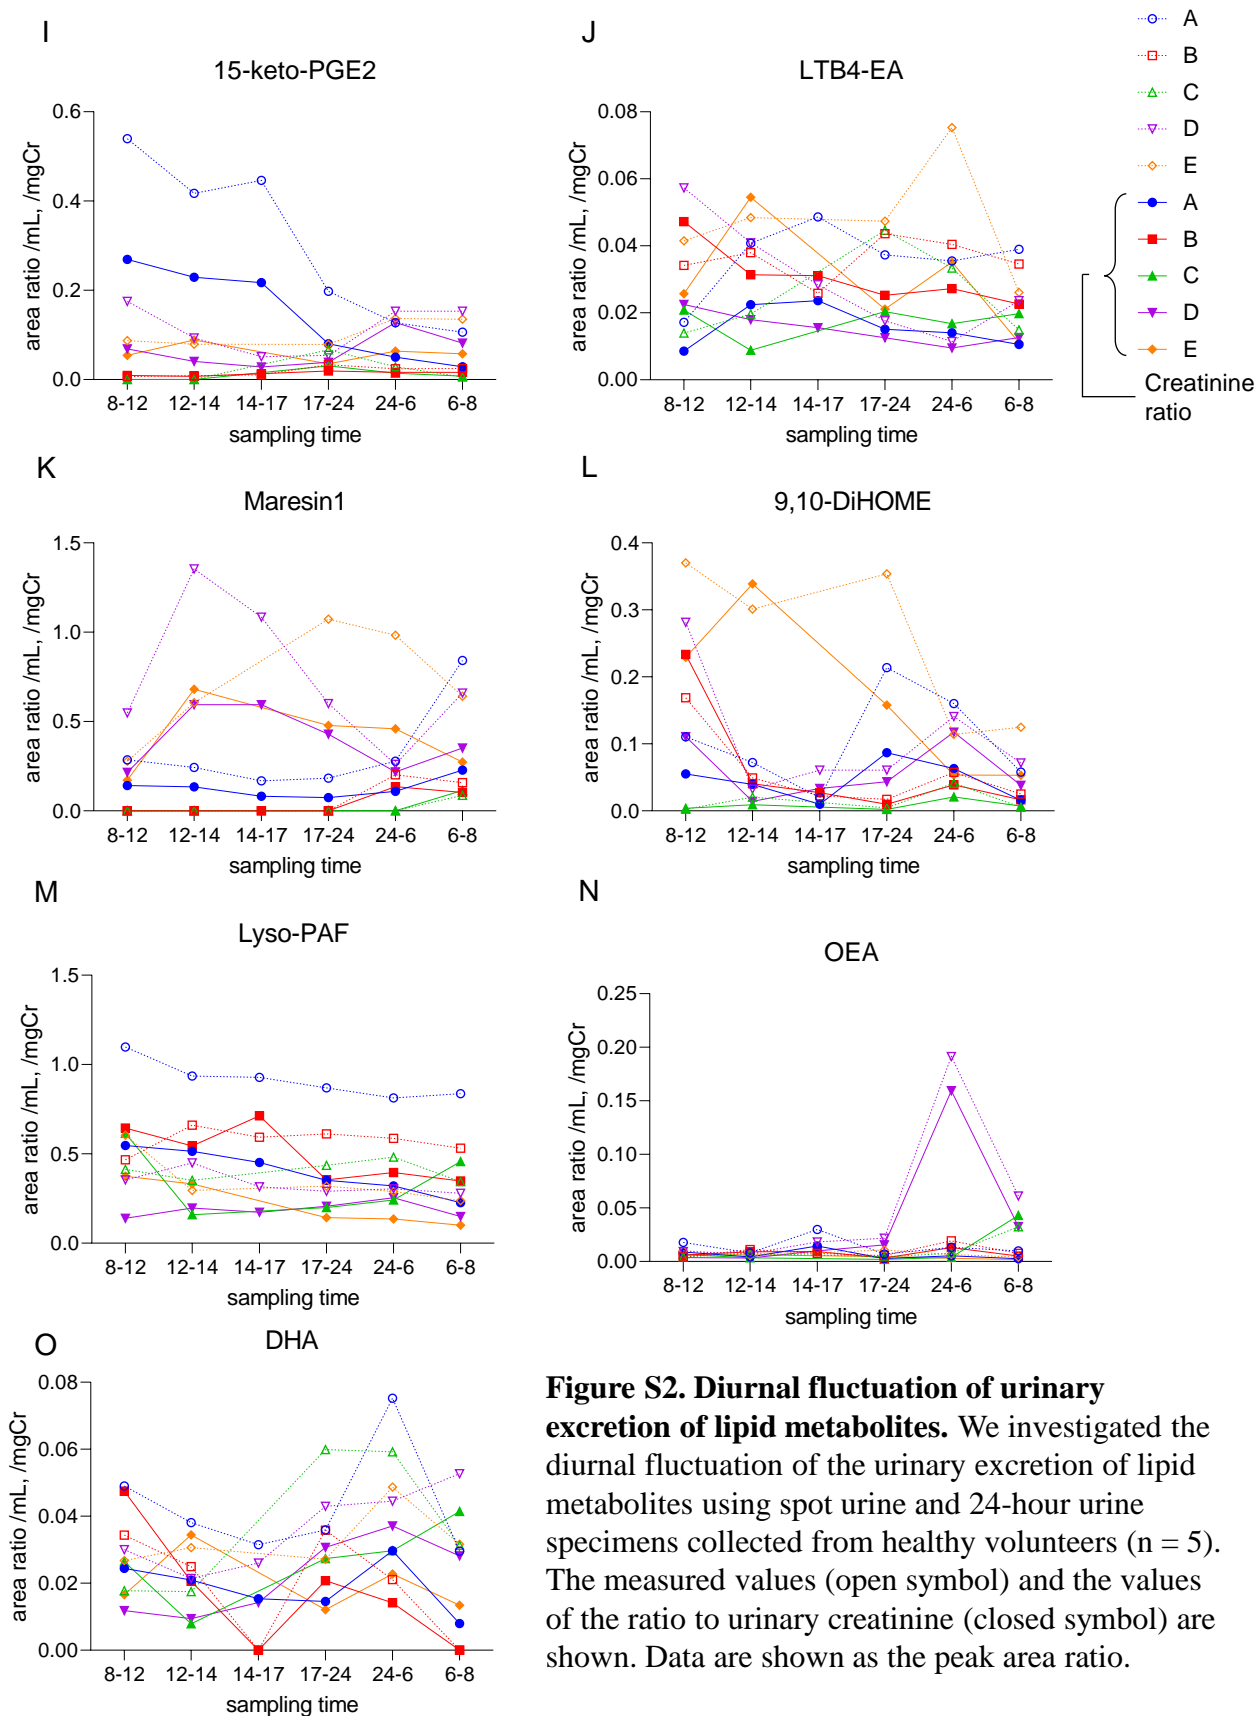 I
15-keto-PGE2
area ratio /mL, /mgCr
0.6
0.4
0.2
0.0
8-12 12-14 14-17 17-24 24-6 6-8
sampling time
J
LTB4-EA
area ratio /mL, /mgCr
0.08
0.06
0.04
0.02
0.00
8-12 12-14 14-17 17-24 24-6 6-8
sampling time
A
B
C
D
E
A
B
C
D
E
Creatinine
ratio
K
Maresin1
area ratio /mL, /mgCr
1.5
1.0
0.5
0.0
8-12 12-14 14-17 17-24 24-6 6-8
sampling time
L
9,10-DiHOME
area ratio /mL, /mgCr
0.4
0.3
0.2
0.1
0.0
8-12 12-14 14-17 17-24 24-6 6-8
sampling time
M
Lyso-PAF
area ratio /mL, /mgCr
1.5
1.0
0.5
0.0
8-12 12-14 14-17 17-24 24-6 6-8
sampling time
N
OEA
area ratio /mL, /mgCr
0.25
0.20
0.15
0.10
0.05
0.00
8-12 12-14 14-17 17-24 24-6 6-8
sampling time
O
DHA
area ratio /mL, /mgCr
0.08
0.06
0.04
0.02
0.00
8-12 12-14 14-17 17-24 24-6 6-8
sampling time
Figure S2. Diurnal fluctuation of urinary
excretion of lipid metabolites. We investigated the
diurnal fluctuation of the urinary excretion of lipid
metabolites using spot urine and 24-hour urine
specimens collected from healthy volunteers (n = 5).
The measured values (open symbol) and the values
of the ratio to urinary creatinine (closed symbol) are
shown. Data are shown as the peak area ratio.